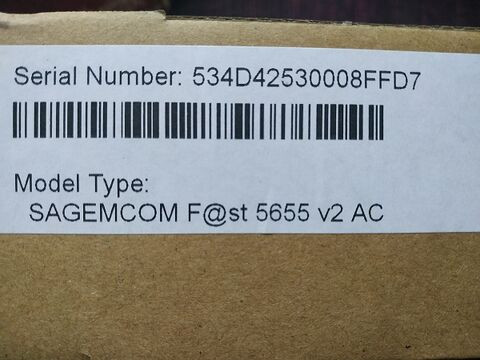 Serial Number: 534D42530008FFD7
Model Type:
SAGEMCOM F@st 5655 v2 AC